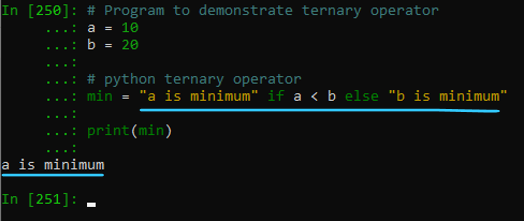 In [250]: # Program to demonstrate ternary operator
...: a = 10
...: b = 20
...:
...: # python ternary operator
...: min = "a is minimum" if a < b else "b is minimum"
...:
...: print(min)
...:
a is minimum
In [251]: